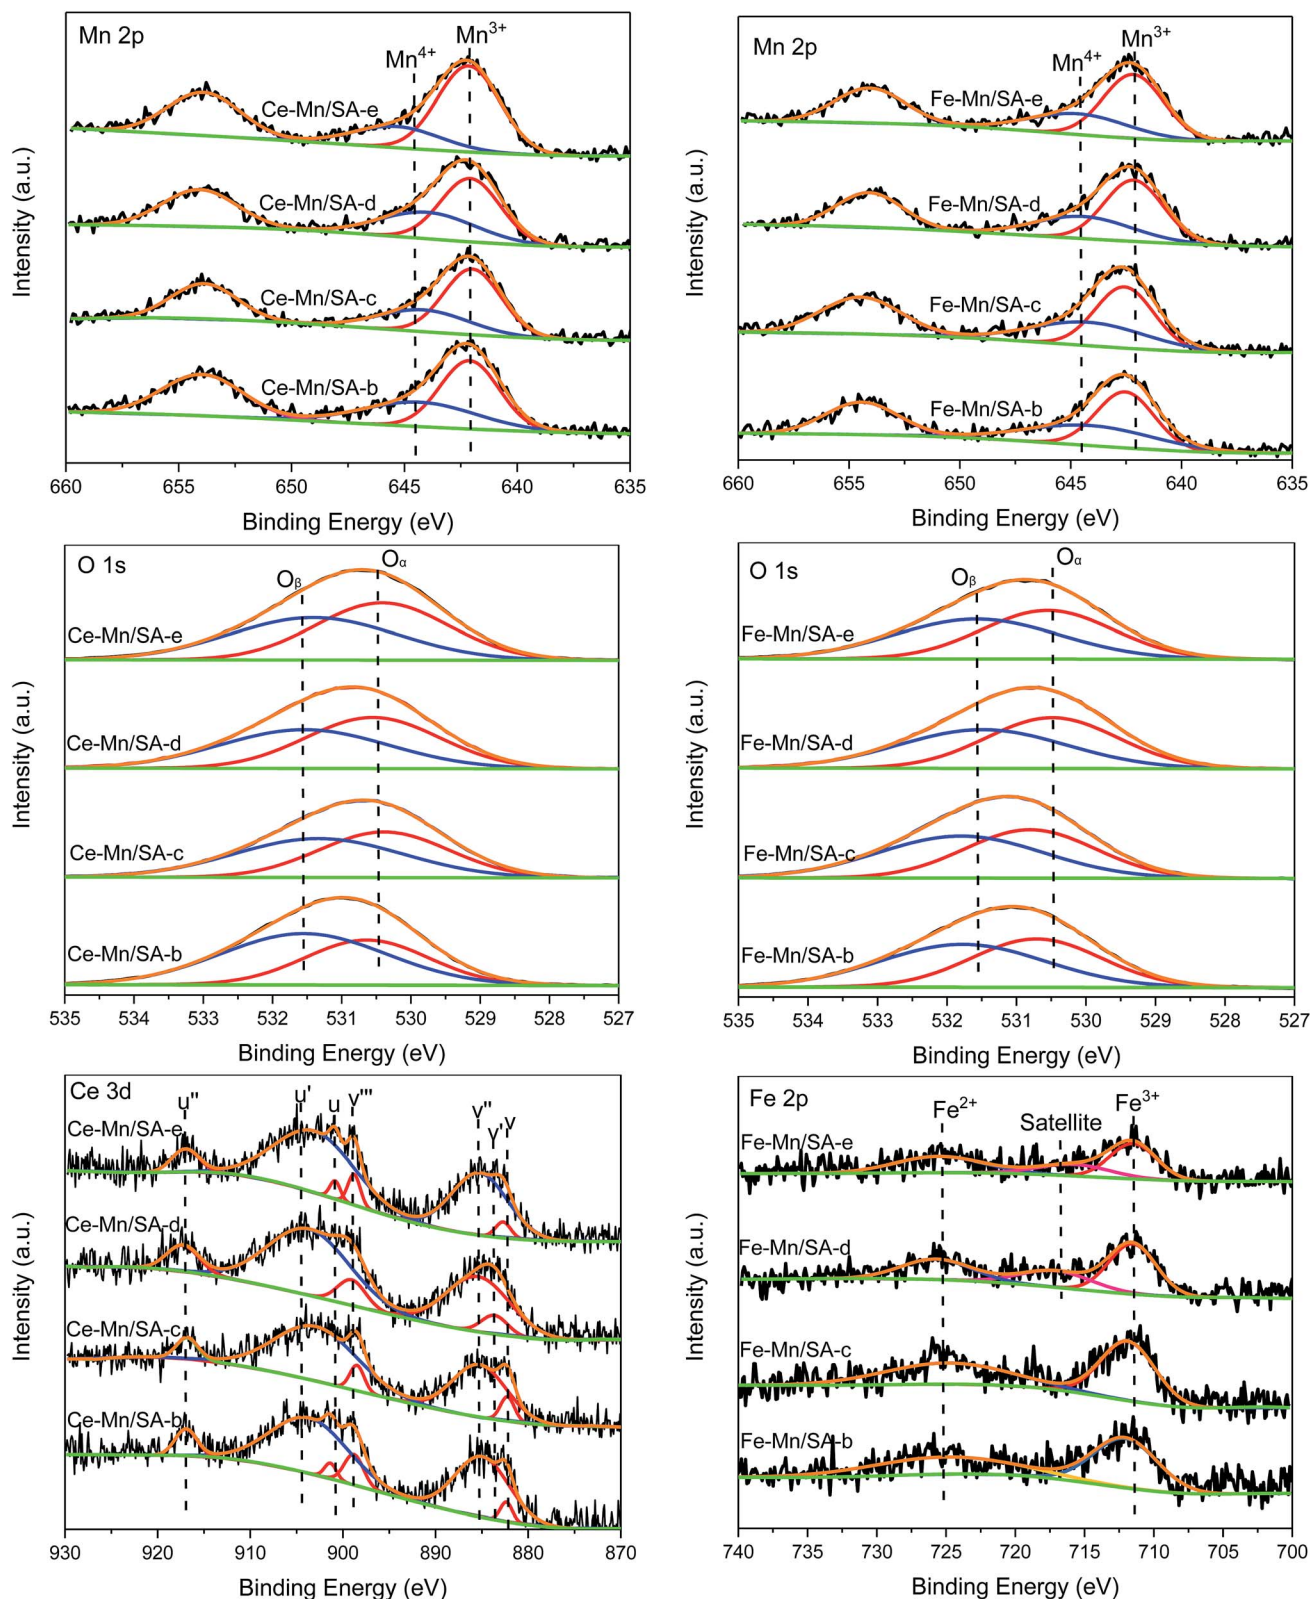 Mn 2p
Mn4+
Mn3+
Ce-Mn/SA-e
Ce-Mn/SA-d
Ce-Mn/SA-c
Ce-Mn/SA-b
Intensity (a.u.)
660 655 650 645 640 635
Binding Energy (eV)
Mn 2p
Mn4+
Mn3+
Fe-Mn/SA-e
Fe-Mn/SA-d
Fe-Mn/SA-c
Fe-Mn/SA-b
Intensity (a.u.)
660 655 650 645 640 635
Binding Energy (eV)
O 1s
Oβ
Oα
Ce-Mn/SA-e
Ce-Mn/SA-d
Ce-Mn/SA-c
Ce-Mn/SA-b
Intensity (a.u.)
535 534 533 532 531 530 529 528 527
Binding Energy (eV)
O 1s
Oβ
Oα
Fe-Mn/SA-e
Fe-Mn/SA-d
Fe-Mn/SA-c
Fe-Mn/SA-b
Intensity (a.u.)
535 534 533 532 531 530 529 528 527
Binding Energy (eV)
Ce 3d
u'' u' u v''' v'' v' v
Ce-Mn/SA-e
Ce-Mn/SA-d
Ce-Mn/SA-c
Ce-Mn/SA-b
Intensity (a.u.)
930 920 910 900 890 880 870
Binding Energy (eV)
Fe 2p
Fe2+
Satellite
Fe3+
Fe-Mn/SA-e
Fe-Mn/SA-d
Fe-Mn/SA-c
Fe-Mn/SA-b
Intensity (a.u.)
740 735 730 725 720 715 710 705 700
Binding Energy (eV)